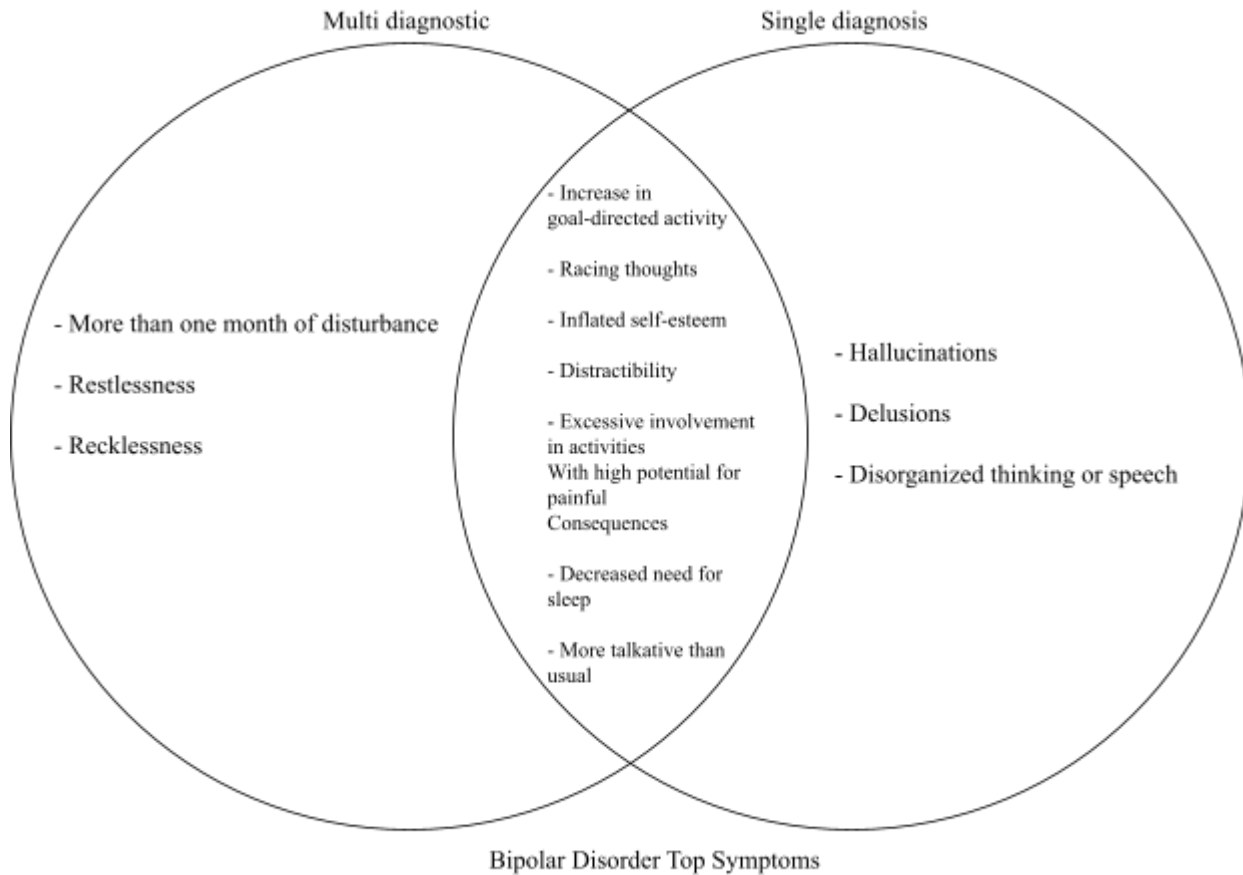 Multi diagnostic
Single diagnosis
- More than one month of disturbance
- Restlessness
- Recklessness
- Increase in
goal-directed activity
- Racing thoughts
- Inflated self-esteem
- Distractibility
- Excessive involvement
in activities
With high potential for
painful
Consequences
- Decreased need for
sleep
- More talkative than
usual
- Hallucinations
- Delusions
- Disorganized thinking or speech
Bipolar Disorder Top Symptoms